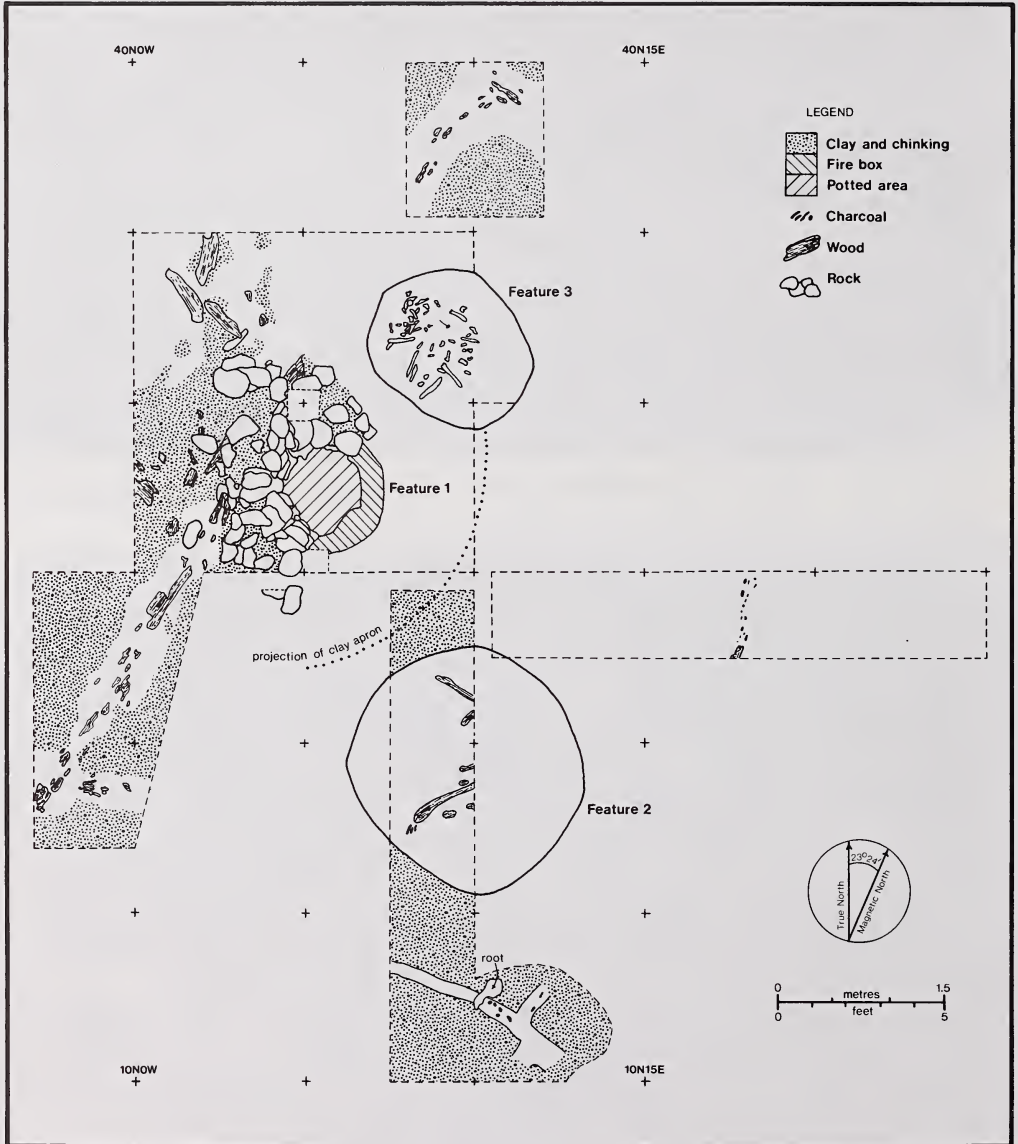 40N0W
40N15E
LEGEND
Clay and chinking
Fire box
Potted area
Charcoal
Wood
Rock
Feature 3
Feature 1
projection of clay apron
Feature 2
23°24'
True North
Magnetic North
root
0 1.5
metres
feet
0 5
10N0W
10N15E